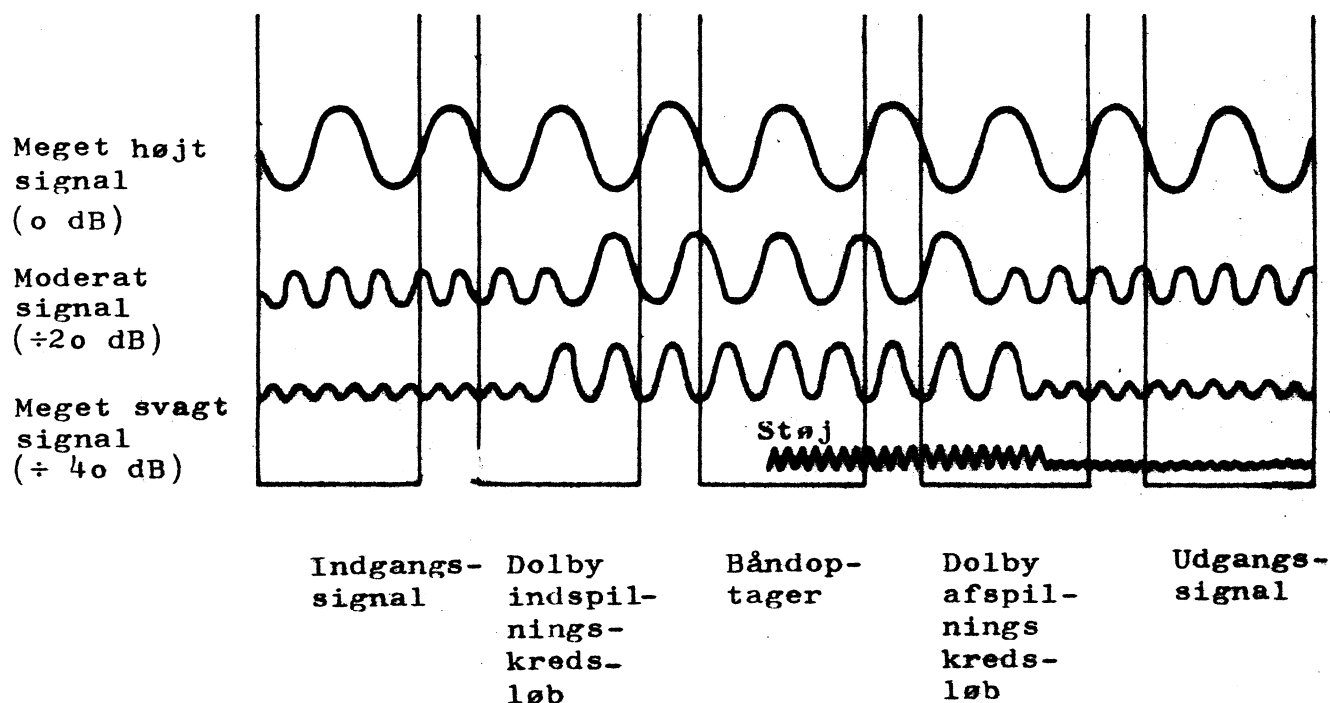 Meget højt
signal
(o dB)
Moderat
signal
(÷2o dB)
Meget svagt
signal
(÷ 4o dB)
Støj
Indgangs-
signal
Dolby
indspil-
nings-
kreds-
løb
Båndop-
tager
Dolby
afspil-
nings
kreds-
løb
Udgangs-
signal